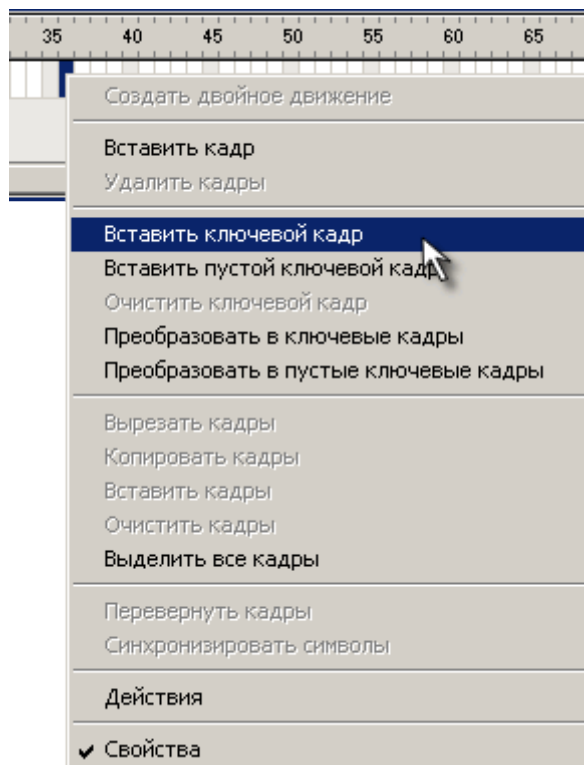 35 40 45 50 55 60 65
Создать двойное движение
Вставить кадр
Удалить кадры
Вставить ключевой кадр
Вставить пустой ключевой кадр
Очистить ключевой кадр
Преобразовать в ключевые кадры
Преобразовать в пустые ключевые кадры
Вырезать кадры
Копировать кадры
Вставить кадры
Очистить кадры
Выделить все кадры
Перевернуть кадры
Синхронизировать символы
Действия
Свойства